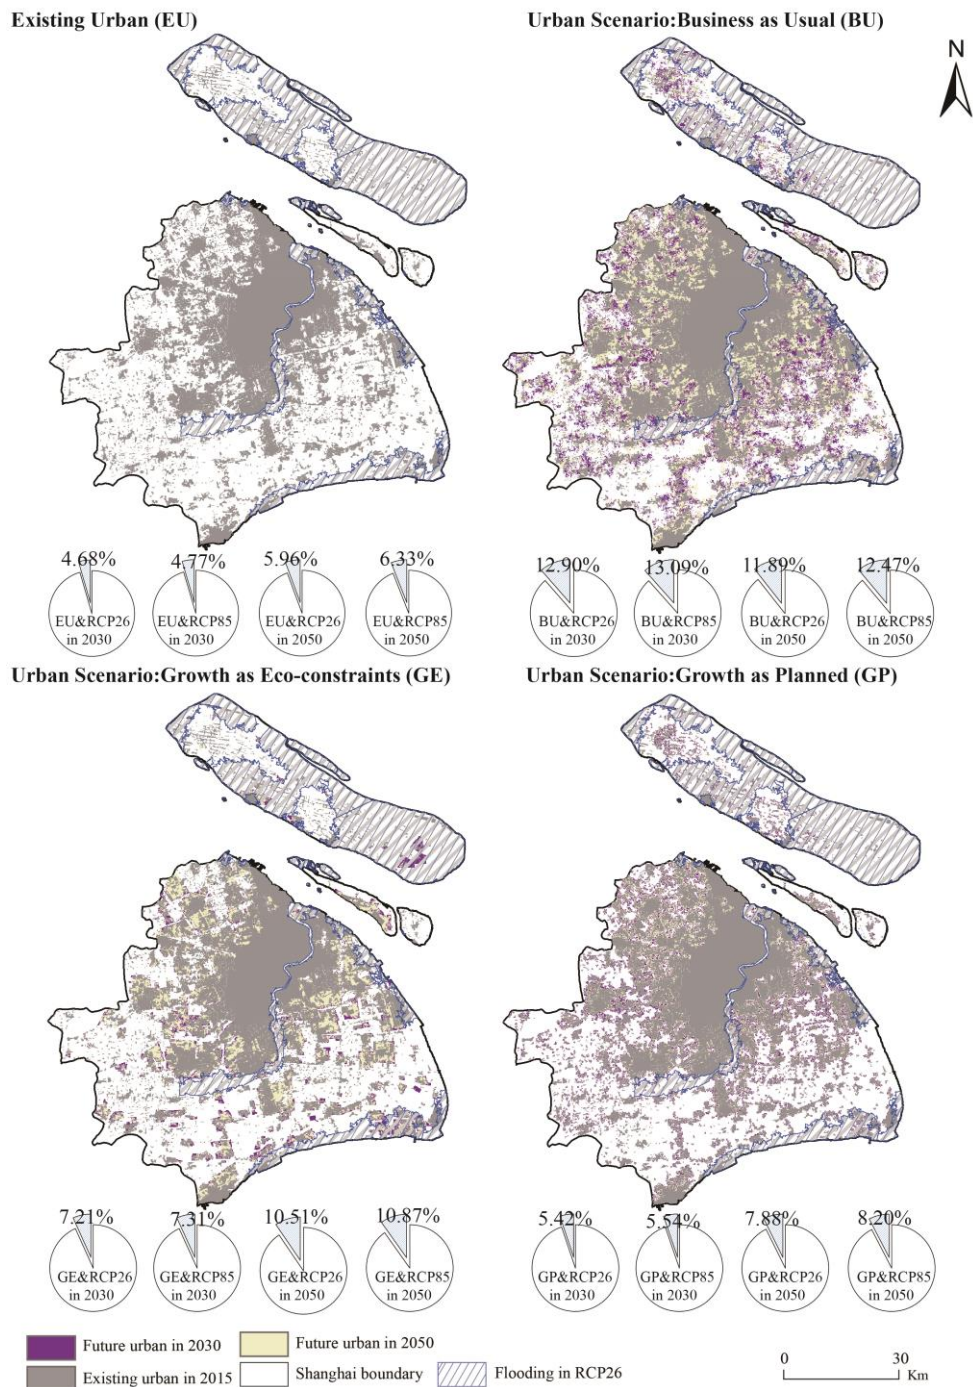 Existing Urban (EU)
Urban Scenario:Business as Usual (BU)
N
4.68%
4.77%
5.96%
6.33%
EU&RCP26
in 2030
EU&RCP85
in 2030
EU&RCP26
in 2050
EU&RCP85
in 2050
12.90%
13.09%
11.89%
12.47%
BU&RCP26
in 2030
BU&RCP85
in 2030
BU&RCP26
in 2050
BU&RCP85
in 2050
Urban Scenario:Growth as Eco-constraints (GE)
Urban Scenario:Growth as Planned (GP)
7.21%
7.31%
10.51%
10.87%
GE&RCP26
in 2030
GE&RCP85
in 2030
GE&RCP26
in 2050
GE&RCP85
in 2050
5.42%
5.54%
7.88%
8.20%
GP&RCP26
in 2030
GP&RCP85
in 2030
GP&RCP26
in 2050
GP&RCP85
in 2050
Future urban in 2030
Future urban in 2050
Existing urban in 2015
Shanghai boundary
Flooding in RCP26
0 30
Km